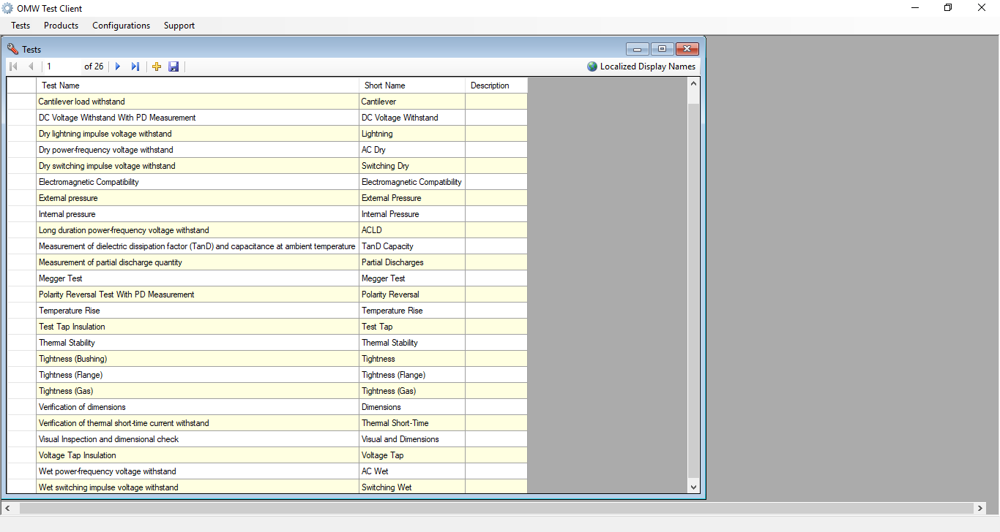 OMW Test Client
Tests Products Configurations Support
Tests
1 of 26 Localized Display Names
Test Name Short Name Description
Cantilever load withstand Cantilever
DC Voltage Withstand With PD Measurement DC Voltage Withstand
Dry lightning impulse voltage withstand Lightning
Dry power-frequency voltage withstand AC Dry
Dry switching impulse voltage withstand Switching Dry
Electromagnetic Compatibility Electromagnetic Compatibility
External pressure External Pressure
Internal pressure Internal Pressure
Long duration power-frequency voltage withstand ACLD
Measurement of dielectric dissipation factor (TanD) and capacitance at ambient temperature TanD Capacity
Measurement of partial discharge quantity Partial Discharges
Megger Test Megger Test
Polarity Reversal Test With PD Measurement Polarity Reversal
Temperature Rise Temperature Rise
Test Tap Insulation Test Tap
Thermal Stability Thermal Stability
Tightness (Bushing) Tightness
Tightness (Flange) Tightness (Flange)
Tightness (Gas) Tightness (Gas)
Verification of dimensions Dimensions
Verification of thermal short-time current withstand Thermal Short-Time
Visual Inspection and dimensional check Visual and Dimensions
Voltage Tap Insulation Voltage Tap
Wet power-frequency voltage withstand AC Wet
Wet switching impulse voltage withstand Switching Wet